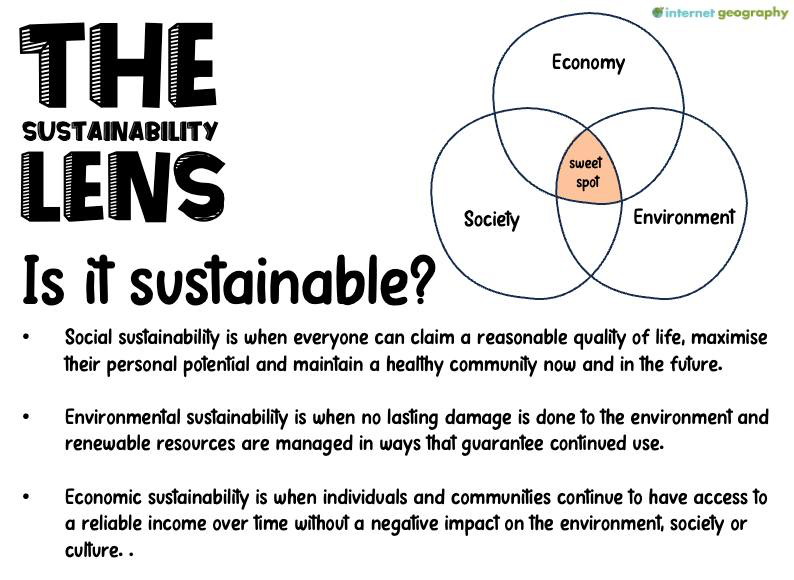 internet geography
THE
SUSTAINABILITY
LENS
Economy
sweet
spot
Society
Environment
Is it sustainable?
• Social sustainability is when everyone can claim a reasonable quality of life, maximise
their personal potential and maintain a healthy community now and in the future.
• Environmental sustainability is when no lasting damage is done to the environment and
renewable resources are managed in ways that guarantee continued use.
• Economic sustainability is when individuals and communities continue to have access to
a reliable income over time without a negative impact on the environment, society or
culture. .